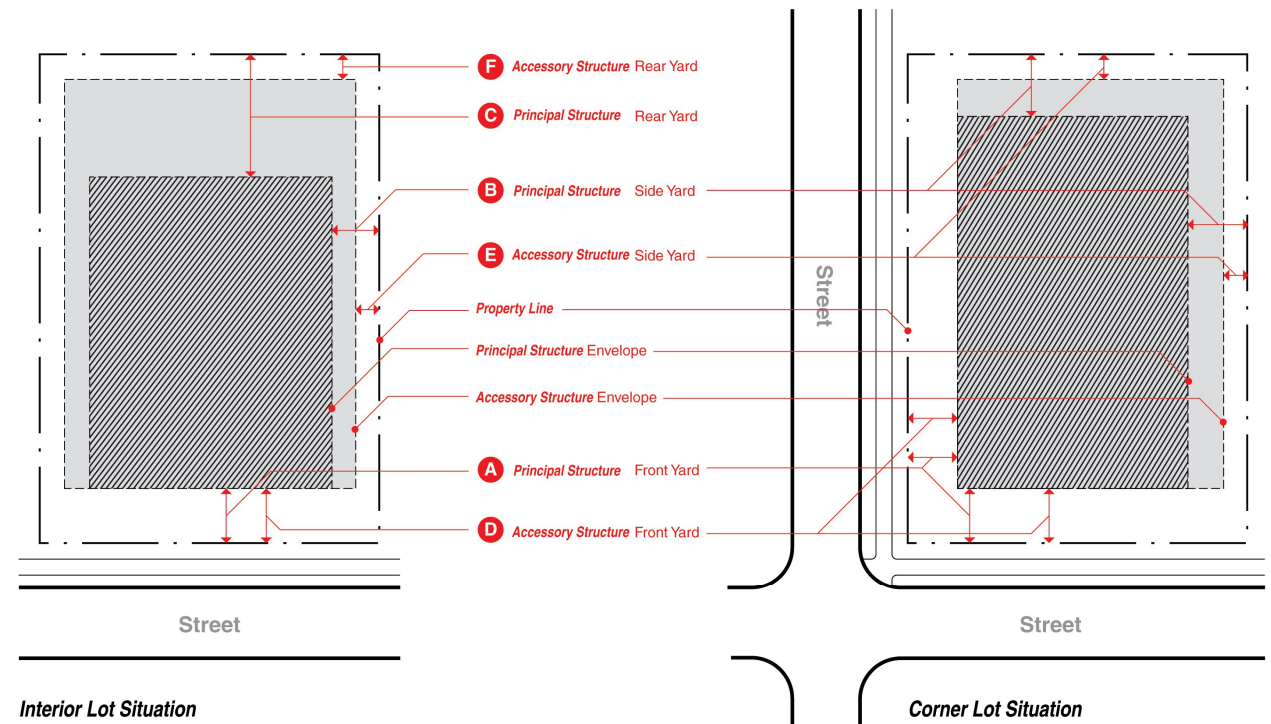 F Accessory Structure Rear Yard
C Principal Structure Rear Yard
B Principal Structure Side Yard
E Accessory Structure Side Yard
Street
Property Line
Principal Structure Envelope
Accessory Structure Envelope
A Principal Structure Front Yard
D Accessory Structure Front Yard
Street
Street
Interior Lot Situation
Corner Lot Situation